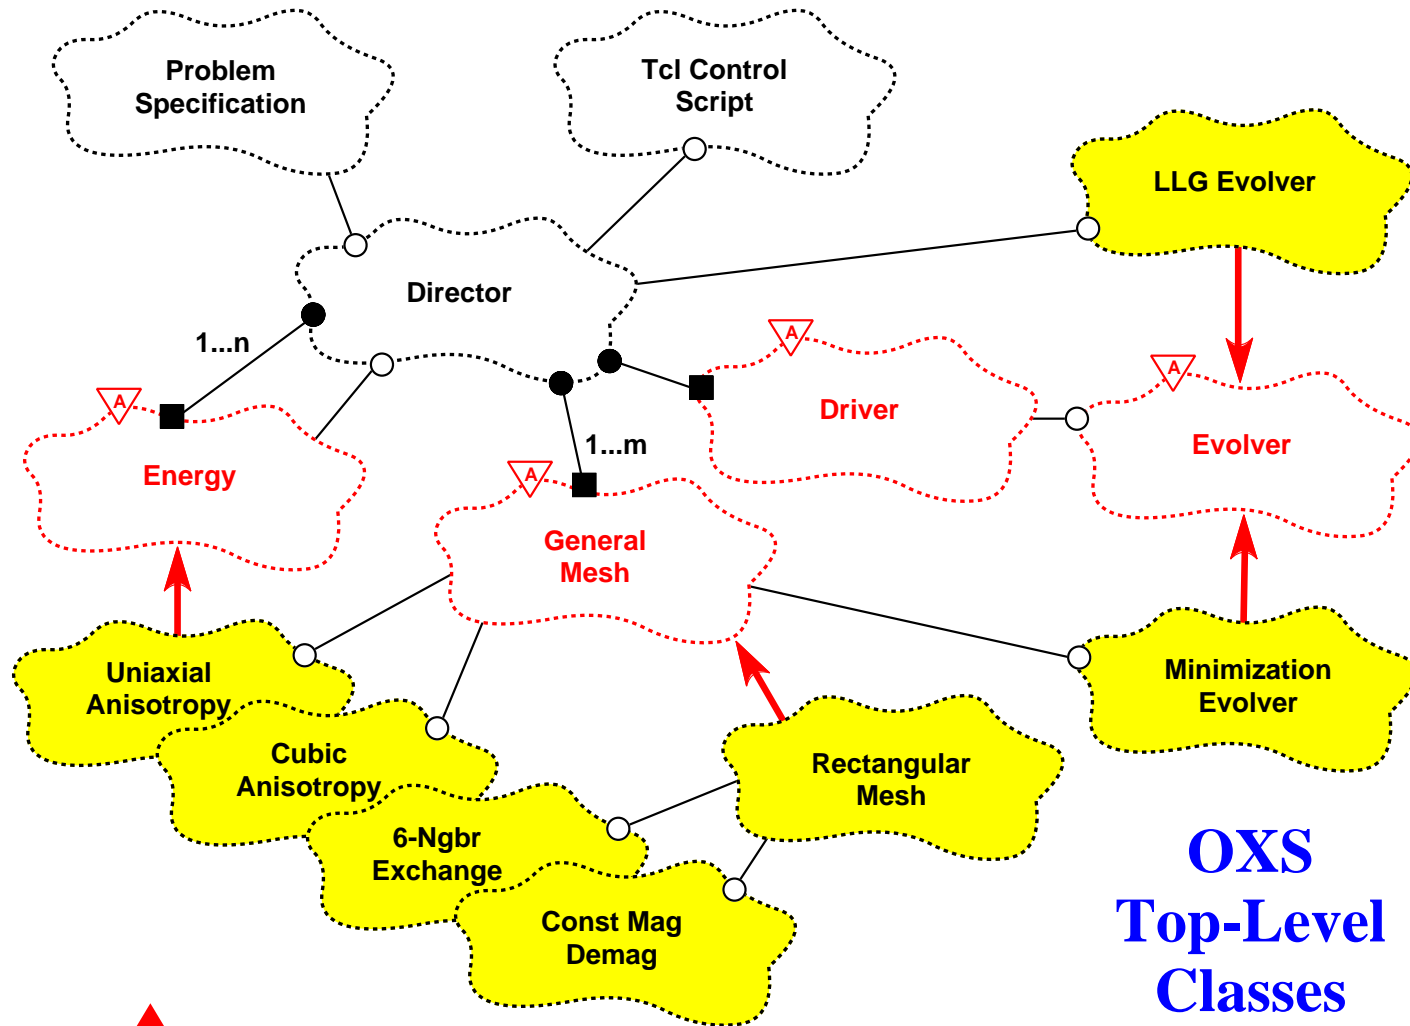 Problem
Specification
Tcl Control
Script
LLG Evolver
Director
1...n
A
A
A
Driver
Evolver
Energy
1...m
A
General
Mesh
Uniaxial
Anisotropy
Minimization
Evolver
Cubic
Anisotropy
Rectangular
Mesh
6-Ngbr
Exchange
Const Mag
Demag
OXS
Top-Level
Classes